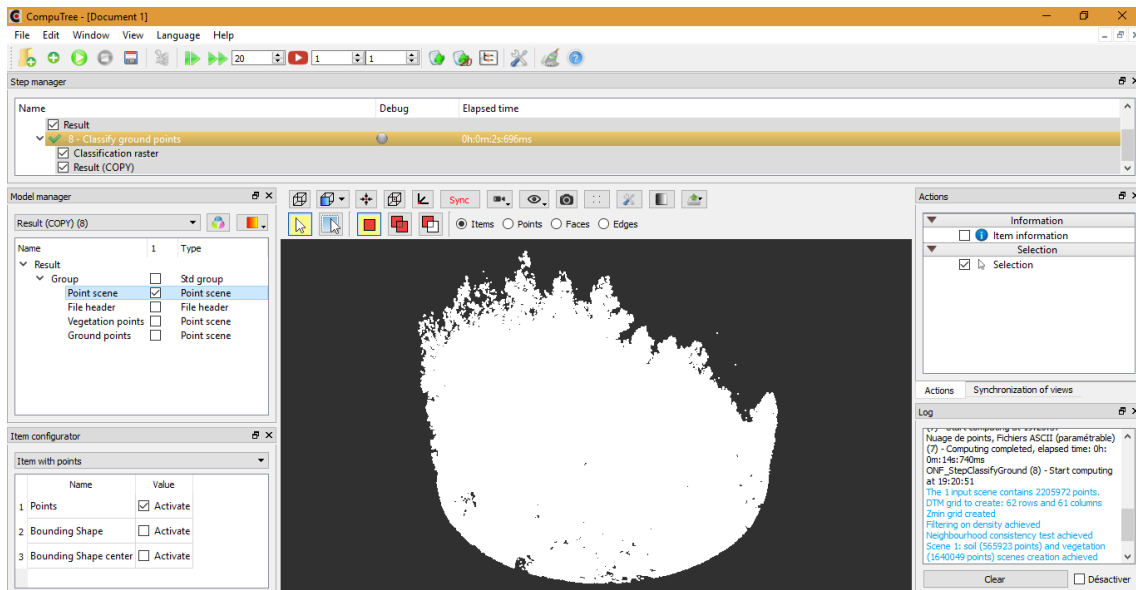 CompuTree - [Document 1]
File Edit Window View Language Help
20 1 1
Step manager
Name Debug Elapsed time
Result
8 - Classify ground points 0h:0m:2s:696ms
Classification raster
Result (COPY)
Model manager
Result (COPY) (8)
Name 1 Type
Result
Group Std group
Point scene Point scene
File header File header
Vegetation points Point scene
Ground points Point scene
Item configurator
Item with points
Name Value
1 Points Activate
2 Bounding Shape Activate
3 Bounding Shape center Activate
Sync
Items Points Faces Edges
Actions
Information
Item information
Selection
Selection
Actions Synchronization of views
Log
Nuage de points, Fichiers ASCII (paramétrable)
(7) - Computing completed, elapsed time: 0h:
0m:14s:740ms
ONF_StepClassifyGround (8) - Start computing
at 19:20:51
The 1 input scene contains 2205972 points.
DTM grid to create: 62 rows and 61 columns
Zmin grid created
Filtering on density achieved
Neighbourhood consistency test achieved
Scene 1: soil (565923 points) and vegetation
(1640049 points) scenes creation achieved
Clear Désactiver